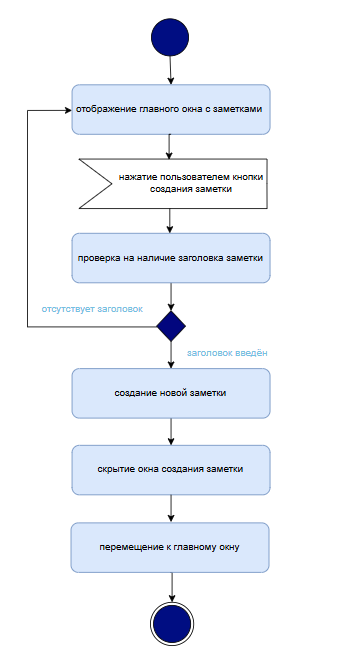 отображение главного окна с заметками
нажатие пользователем кнопки
создания заметки
проверка на наличие заголовка заметки
отсутствует заголовок
заголовок введён
создание новой заметки
скрытие окна создания заметки
перемещение к главному окну